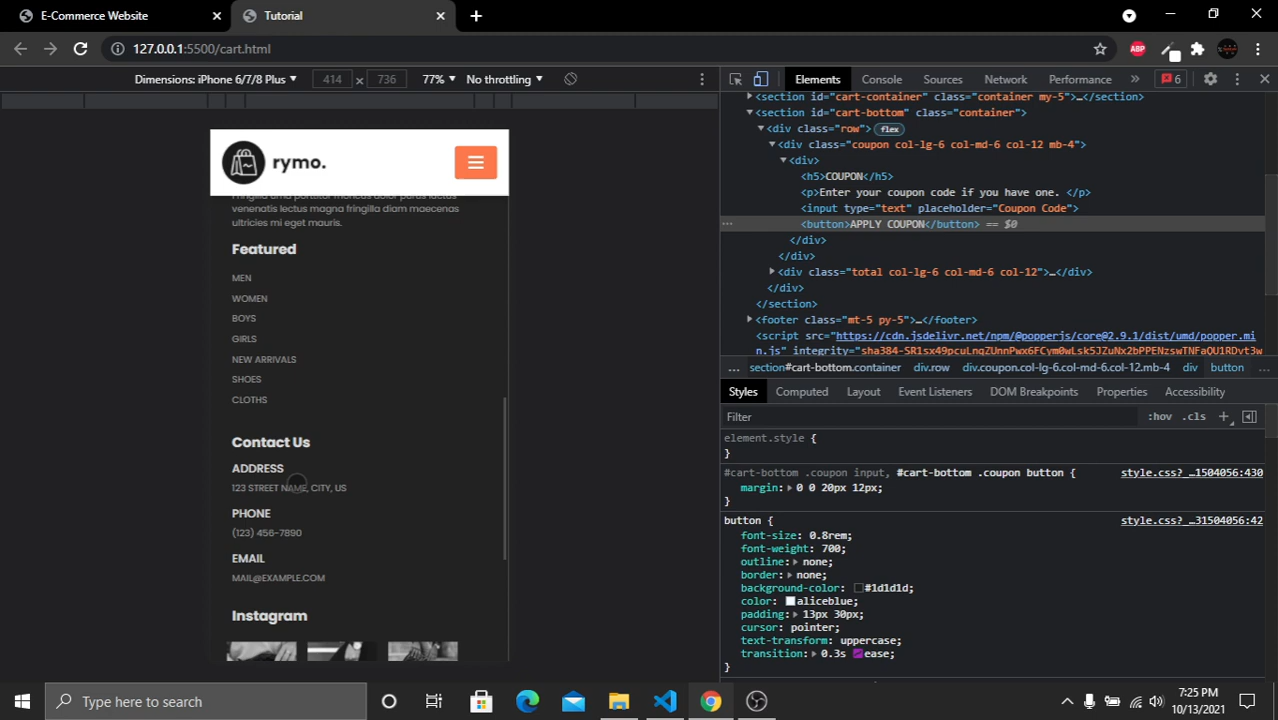 E-Commerce Website
Tutorial
127.0.0.1:5500/cart.html
ABP
Dimensions: iPhone 6/7/8 Plus 414 × 736 77% No throttling
rymo.
venenatis lectus magna fringilla diam maecenas
ultricies mi eget mauris.
Featured
MEN
WOMEN
BOYS
GIRLS
NEW ARRIVALS
SHOES
CLOTHS
Contact Us
ADDRESS
123 STREET NAME, CITY, US
PHONE
(123) 456-7890
EMAIL
MAIL@EXAMPLE.COM
Instagram
Elements Console Sources Network Performance » 6
<section id="cart-container" class="container my-5">…</section>
<section id="cart-bottom" class="container">
<div class="row"> flex
<div class="coupon col-lg-6 col-md-6 col-12 mb-4">
<div>
<h5>COUPON</h5>
<p>Enter your coupon code if you have one. </p>
<input type="text" placeholder="Coupon Code">
… <button>APPLY COUPON</button> == $0
</div>
</div>
<div class="total col-lg-6 col-md-6 col-12">…</div>
</div>
</section>
<footer class="mt-5 py-5">…</footer>
<script src="https://cdn.jsdelivr.net/npm/@popperjs/core@2.9.1/dist/umd/popper.mi
… section#cart-bottom.container div.row div.coupon.col-lg-6.col-md-6.col-12.mb-4 div button …
Styles Computed Layout Event Listeners DOM Breakpoints Properties Accessibility
Filter :hov .cls +
element.style {
}
#cart-bottom .coupon input, #cart-bottom .coupon button { style.css?_…1504056:430
margin: 0 0 20px 12px;
}
button { style.css?_…31504056:42
font-size: 0.8rem;
font-weight: 700;
outline: none;
border: none;
background-color: #1d1d1d;
color: aliceblue;
padding: 13px 30px;
cursor: pointer;
text-transform: uppercase;
transition: 0.3s ease;
}
Type here to search
7:25 PM
10/13/2021